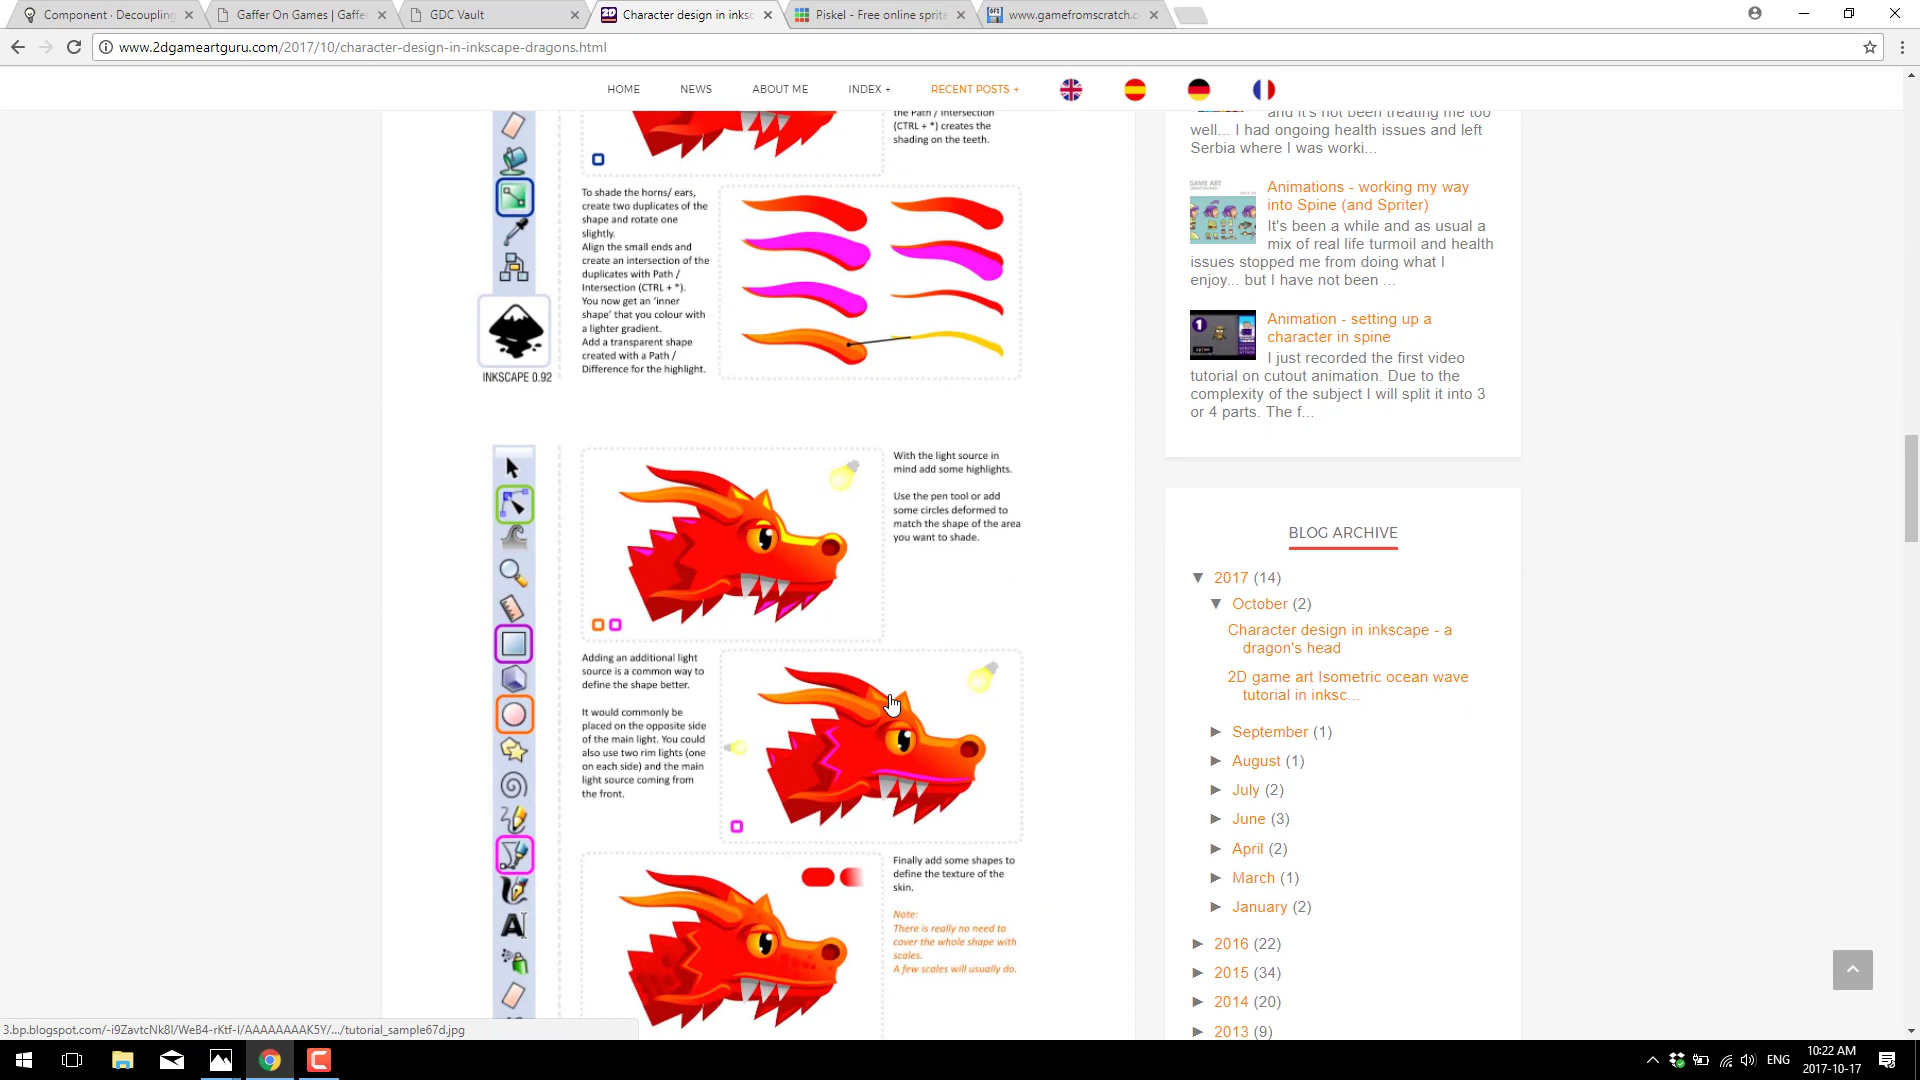 Component · Decoupling
Gaffer On Games | Gaffe
GDC Vault
Character design in inks
Piskel - Free online sprite
www.gamefromscratch.c
www.2dgameartguru.com/2017/10/character-design-in-inkscape-dragons.html
HOME
NEWS
ABOUT ME
INDEX +
RECENT POSTS +
the Path / Intersection
(CTRL + *) creates the
shading on the teeth.
To shade the horns/ ears,
create two duplicates of the
shape and rotate one
slightly.
Align the small ends and
create an intersection of the
duplicates with Path /
Intersection (CTRL + *).
You now get an 'inner
shape' that you colour with
a lighter gradient.
Add a transparent shape
created with a Path /
Difference for the highlight.
INKSCAPE 0.92
With the light source in
mind add some highlights.
Use the pen tool or add
some circles deformed to
match the shape of the area
you want to shade.
Adding an additional light
source is a common way to
define the shape better.
It would commonly be
placed on the opposite side
of the main light. You could
also use two rim lights (one
on each side) and the main
light source coming from
the front.
Finally add some shapes to
define the texture of the
skin.
Note:
There is really no need to
cover the whole shape with
scales.
A few scales will usually do.
and it's not been treating me too
well... I had ongoing health issues and left
Serbia where I was worki...
GAME ART
Animations - working my way
into Spine (and Spriter)
It's been a while and as usual a
mix of real life turmoil and health
issues stopped me from doing what I
enjoy... but I have not been ...
1
Animation - setting up a
character in spine
I just recorded the first video
tutorial on cutout animation. Due to the
complexity of the subject I will split it into 3
or 4 parts. The f...
BLOG ARCHIVE
▼ 2017 (14)
▼ October (2)
Character design in inkscape - a
dragon's head
2D game art Isometric ocean wave
tutorial in inksc...
► September (1)
► August (1)
► July (2)
► June (3)
► April (2)
► March (1)
► January (2)
► 2016 (22)
► 2015 (34)
► 2014 (20)
► 2013 (9)
3.bp.blogspot.com/-i9ZavtcNk8I/WeB4-rKtf-I/AAAAAAAAK5Y/.../tutorial_sample67d.jpg
ENG
10:22 AM
2017-10-17